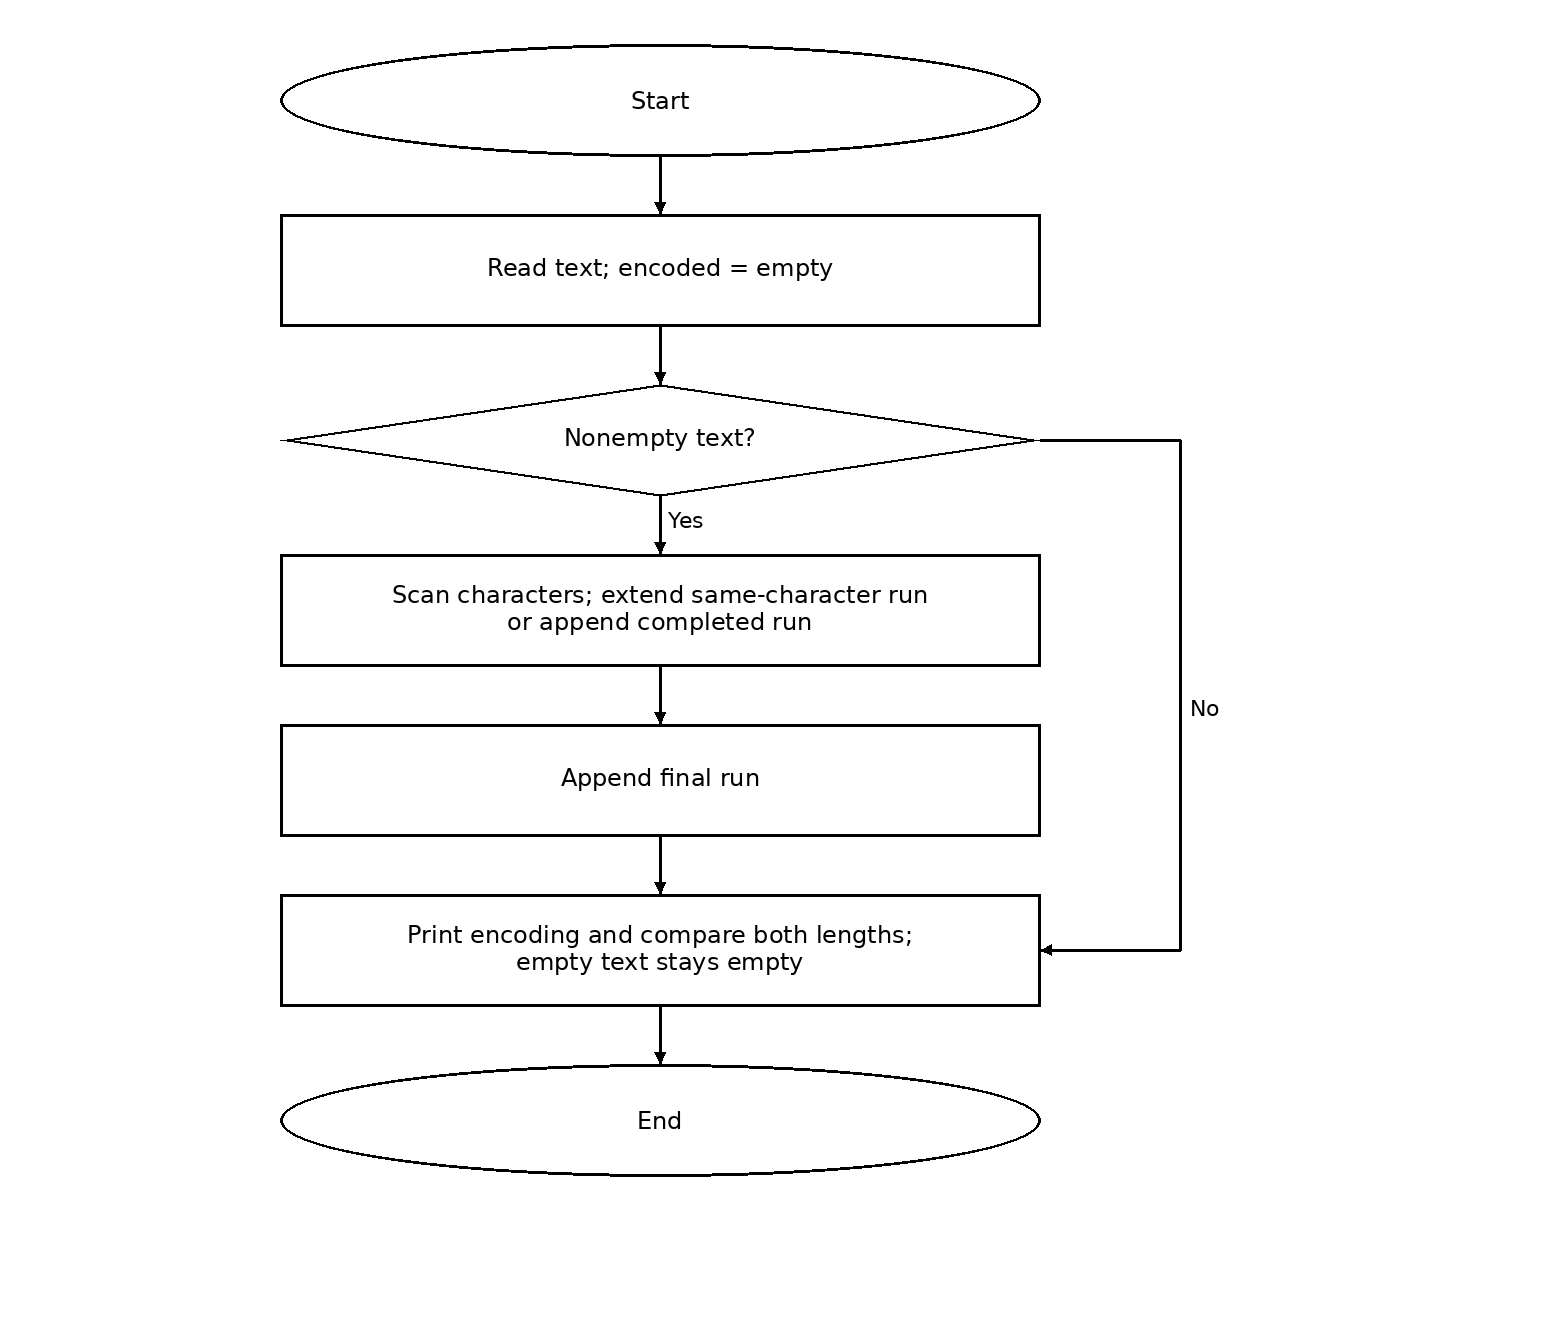 Start
Read text; encoded = empty
Nonempty text?
Yes
Scan characters; extend same-character run
or append completed run
No
Append final run
Print encoding and compare both lengths;
empty text stays empty
End